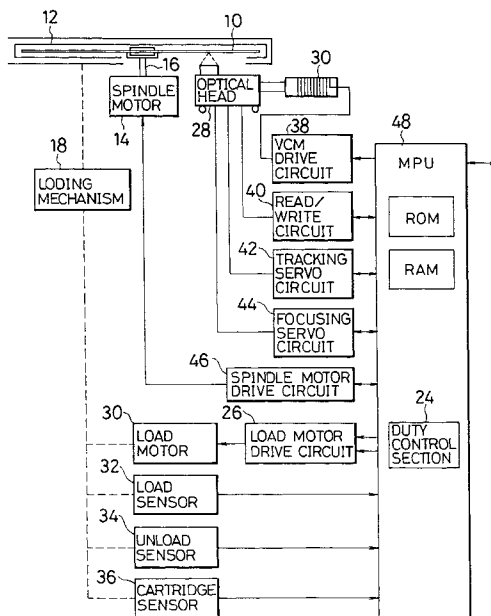 12
10
16
30
SPINDLE
MOTOR
14
OPTICAL
HEAD
28
38
48
18
LODING
MECHANISM
VCM
DRIVE
CIRCUIT
MPU
40
READ/
WRITE
CIRCUIT
ROM
42
TRACKING
SERVO
CIRCUIT
RAM
44
FOCUSING
SERVO
CIRCUIT
46
SPINDLE MOTOR
DRIVE CIRCUIT
30
LOAD
MOTOR
26
LOAD MOTOR
DRIVE CIRCUIT
24
DUTY
CONTROL
SECTION
32
LOAD
SENSOR
34
UNLOAD
SENSOR
36
CARTRIDGE
SENSOR